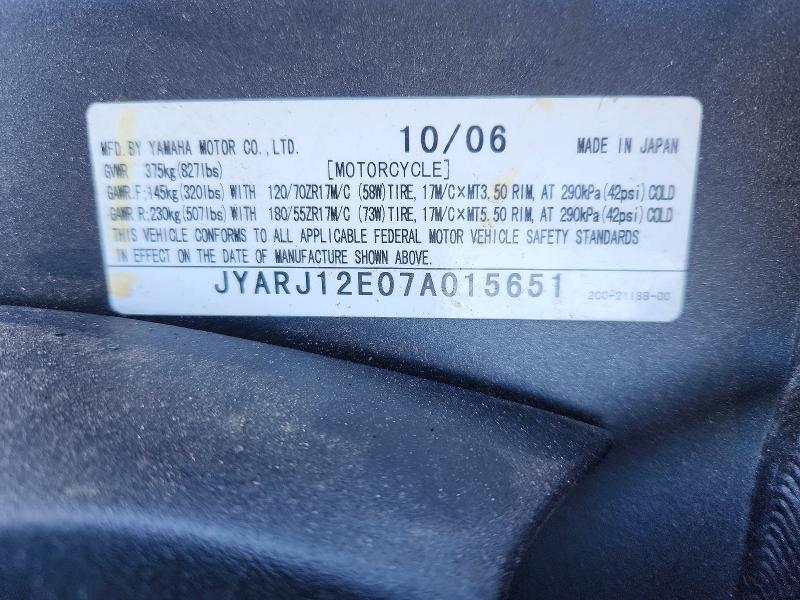 MFD.BY YAMAHA MOTOR CO.,LTD. 10/06 MADE IN JAPAN
GVWR 375kg(827lbs) [MOTORCYCLE]
GAWR.F:145kg(320lbs) WITH 120/70ZR17M/C (58W) TIRE, 17M/C×MT3.50 RIM, AT 290kPa(42psi) COLD
GAWR R:230kg(507lbs) WITH 180/55ZR17M/C (73W) TIRE, 17M/C×MT5.50 RIM, AT 290kPa(42psi) COLD
THIS VEHICLE CONFORMS TO ALL APPLICABLE FEDERAL MOTOR VEHICLE SAFETY STANDARDS
IN EFFECT ON THE DATE OF MANUFACTURE SHOWN ABOVE.
JYARJ12E07A015651 2C0-21188-00